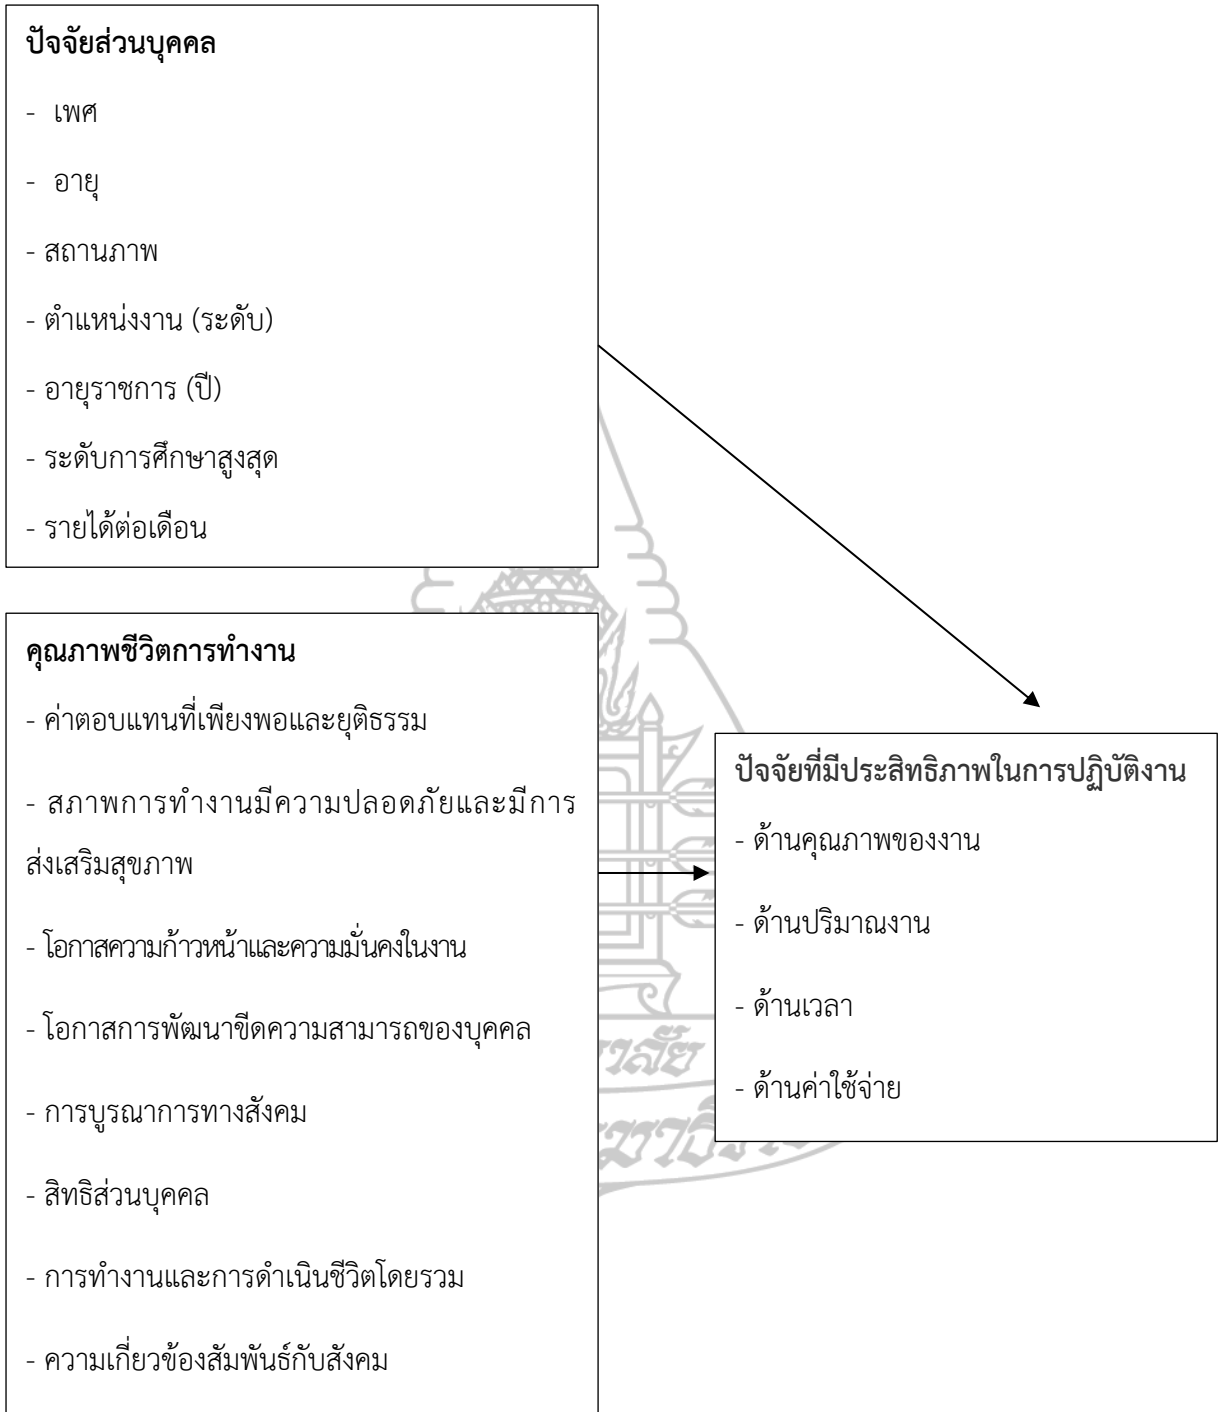 ปัจจัยส่วนบุคคล
- เพศ
- อายุ
- สถานภาพ
- ตำแหน่งงาน (ระดับ)
- อายุราชการ (ปี)
- ระดับการศึกษาสูงสุด
- รายได้ต่อเดือน
คุณภาพชีวิตการทำงาน
- ค่าตอบแทนที่เพียงพอและยุติธรรม
- สภาพการทำงานมีความปลอดภัยและมีการ
ส่งเสริมสุขภาพ
- โอกาสความก้าวหน้าและความมั่นคงในงาน
- โอกาสการพัฒนาขีดความสามารถของบุคคล
- การบูรณาการทางสังคม
- สิทธิส่วนบุคคล
- การทำงานและการดำเนินชีวิตโดยรวม
- ความเกี่ยวข้องสัมพันธ์กับสังคม
ปัจจัยที่มีประสิทธิภาพในการปฏิบัติงาน
- ด้านคุณภาพของงาน
- ด้านปริมาณงาน
- ด้านเวลา
- ด้านค่าใช้จ่าย